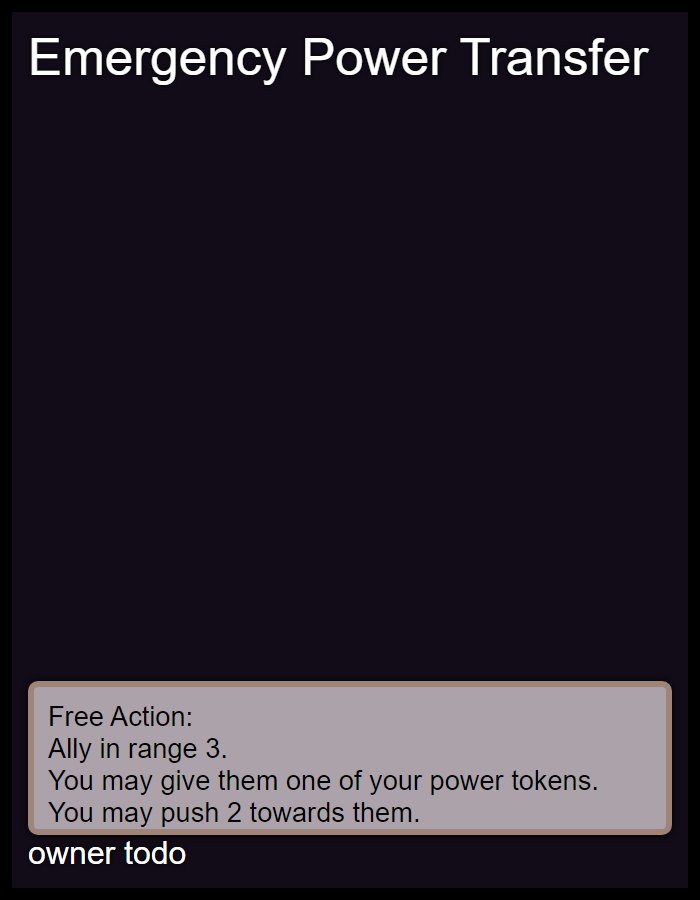 Emergency Power Transfer
Free Action:
Ally in range 3.
You may give them one of your power tokens.
You may push 2 towards them.
owner todo